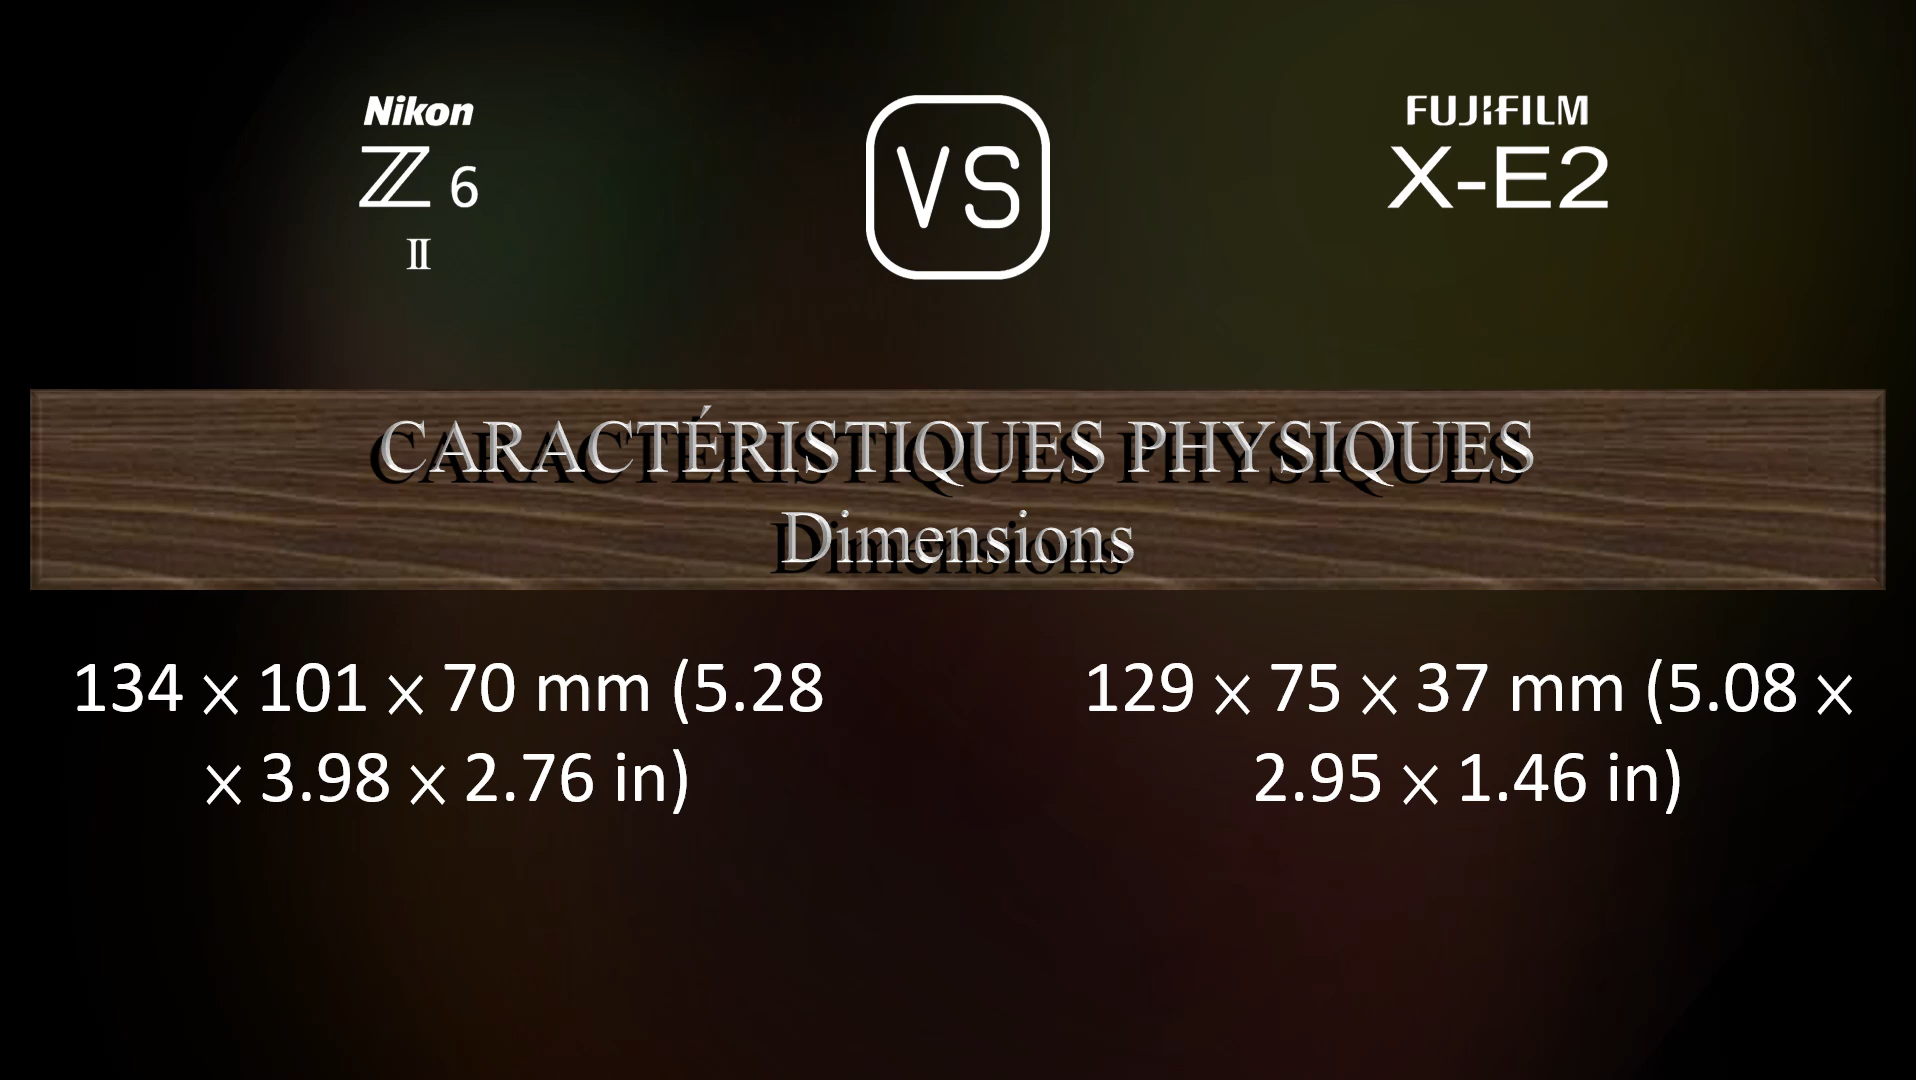 Nikon
Z 6
II
VS
FUJIFILM
X-E2
CARACTÉRISTIQUES PHYSIQUES
Dimensions
134 x 101 x 70 mm (5.28
x 3.98 x 2.76 in)
129 x 75 x 37 mm (5.08 x
2.95 x 1.46 in)